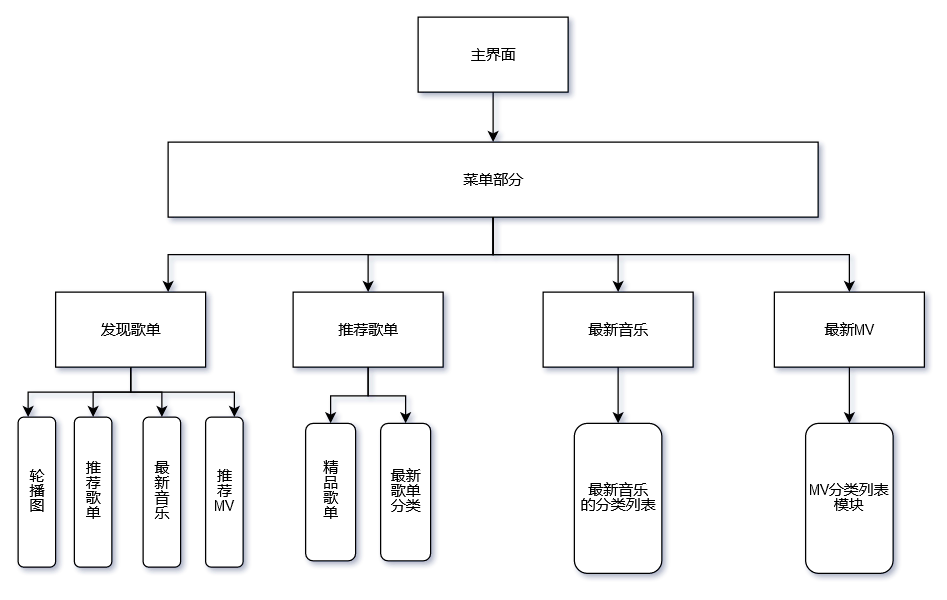 主界面
菜单部分
发现歌单
推荐歌单
最新音乐
最新MV
轮播图
推荐歌单
最新音乐
推荐
MV
精品歌单
最新
歌单
分类
最新音乐
的分类列表
MV分类列表
模块